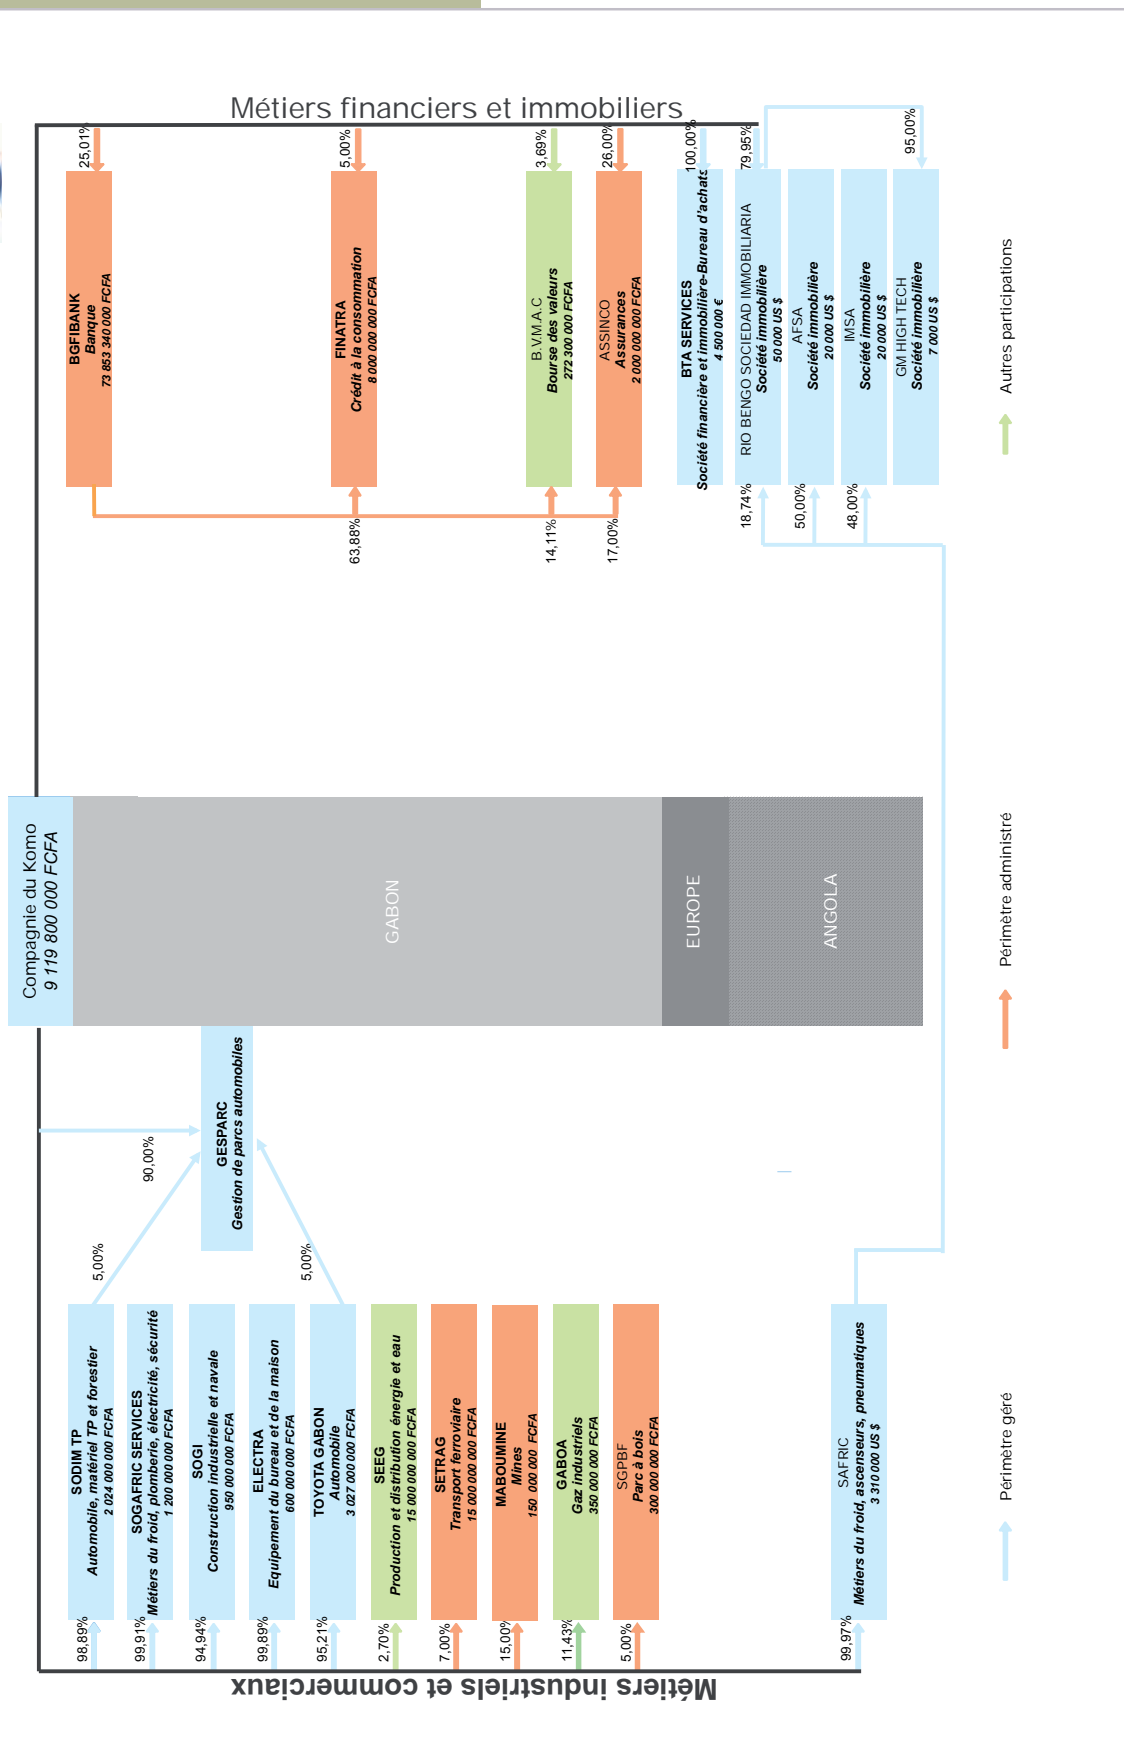 Compagnie du Komo
9 119 800 000 FCFA
Métiers industriels et commerciaux
98,89%
SODIM TP
Automobile, matériel TP et forestier
2 024 000 000 FCFA
99,91%
SOGAFRIC SERVICES
Métiers du froid, plomberie, électricité, sécurité
1 200 000 000 FCFA
94,94%
SOGI
Construction industrielle et navale
950 000 000 FCFA
99,89%
ELECTRA
Equipement du bureau et de la maison
600 000 000 FCFA
95,21%
TOYOTA GABON
Automobile
3 027 000 000 FCFA
2,70%
SEEG
Production et distribution énergie et eau
15 000 000 000 FCFA
7,00%
SETRAG
Transport ferroviaire
15 000 000 000 FCFA
15,00%
MABOUMINE
Mines
150 000 000 FCFA
11,43%
GABOA
Gaz industriels
350 000 000 FCFA
5,00%
SGPBF
Parc à bois
300 000 000 FCFA
99,97%
SAFRIC
Métiers du froid, ascenseurs, pneumatiques
3 310 000 US $
5,00%
90,00%
5,00%
GESPARC
Gestion de parcs automobiles
GABON
EUROPE
ANGOLA
Métiers financiers et immobiliers
25,01%
BGFIBANK
Banque
73 853 340 000 FCFA
5,00%
FINATRA
Crédit à la consommation
8 000 000 000 FCFA
63,88%
3,69%
B.V.M.A.C
Bourse des valeurs
272 300 000 FCFA
14,11%
26,00%
ASSINCO
Assurances
2 000 000 000 FCFA
17,00%
100,00%
BTA SERVICES
Société financière et immobilière-Bureau d'achats
4 500 000 €
79,95%
RIO BENGO SOCIEDAD IMMOBILIARIA
Société immobilière
50 000 US $
18,74%
AFSA
Société immobilière
20 000 US $
50,00%
IMSA
Société immobilière
20 000 US $
48,00%
95,00%
GM HIGH TECH
Société immobilière
7 000 US $
Périmètre géré
Périmètre administré
Autres participations